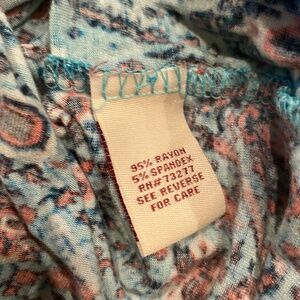 95% RAYON
5% SPANDEX
RN#73277
SEE REVERSE
FOR CARE